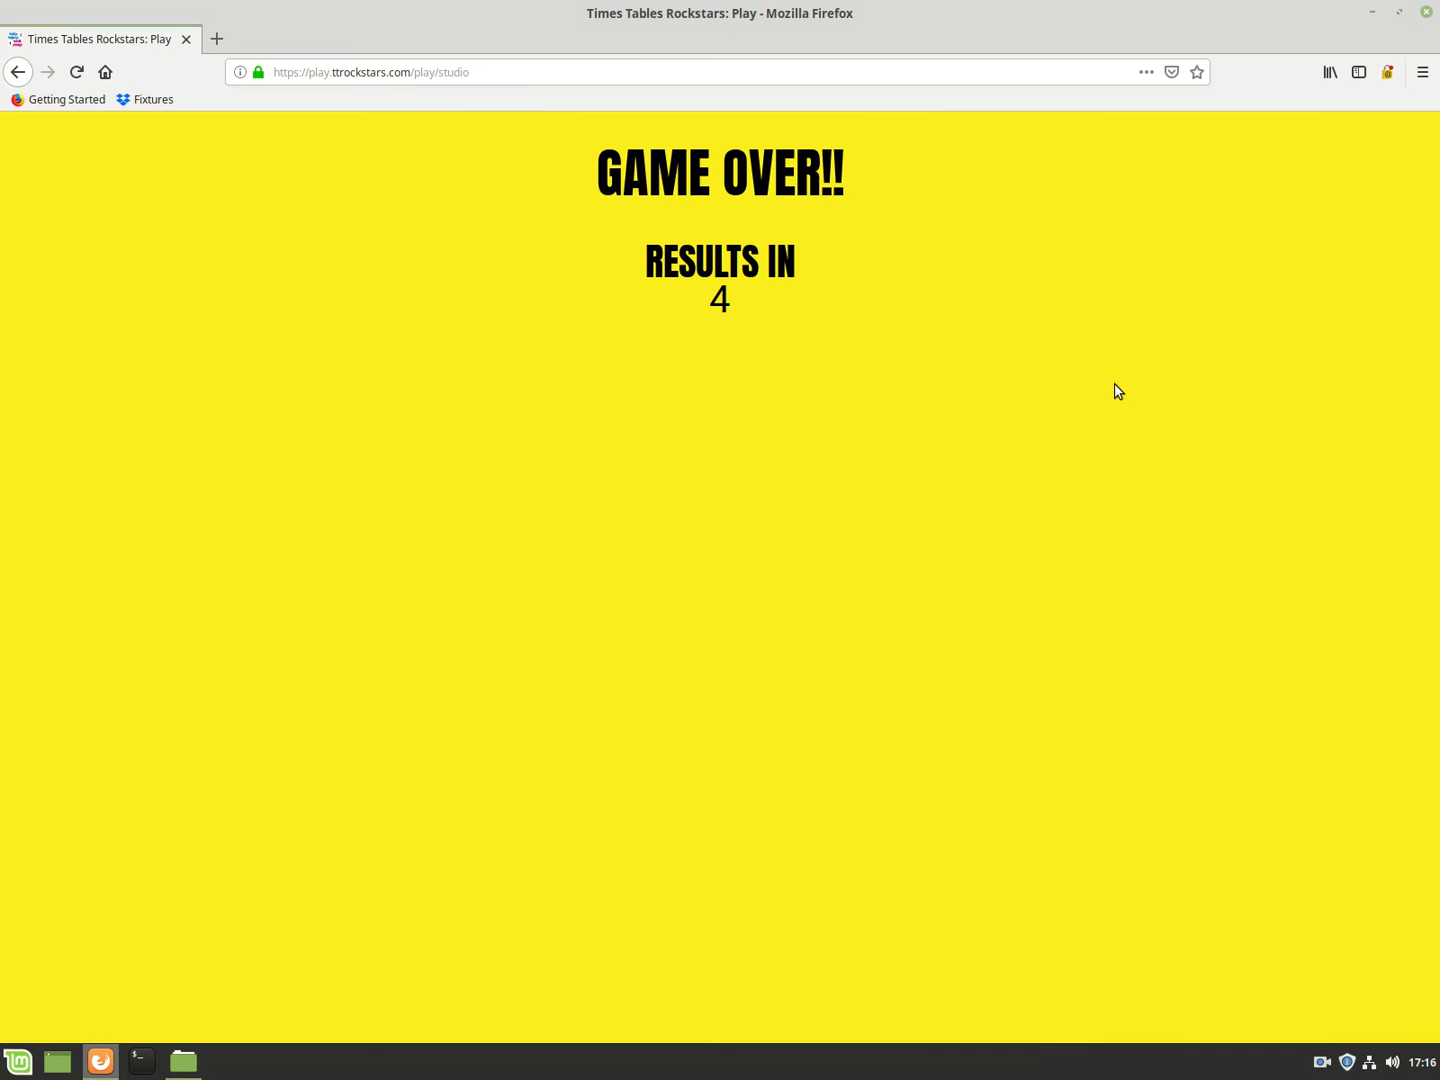 Times Tables Rockstars: Play - Mozilla Firefox
Times Tables Rockstars: Play
https://play.ttrockstars.com/play/studio
Getting Started Fixtures
GAME OVER!!
RESULTS IN
4
17:16